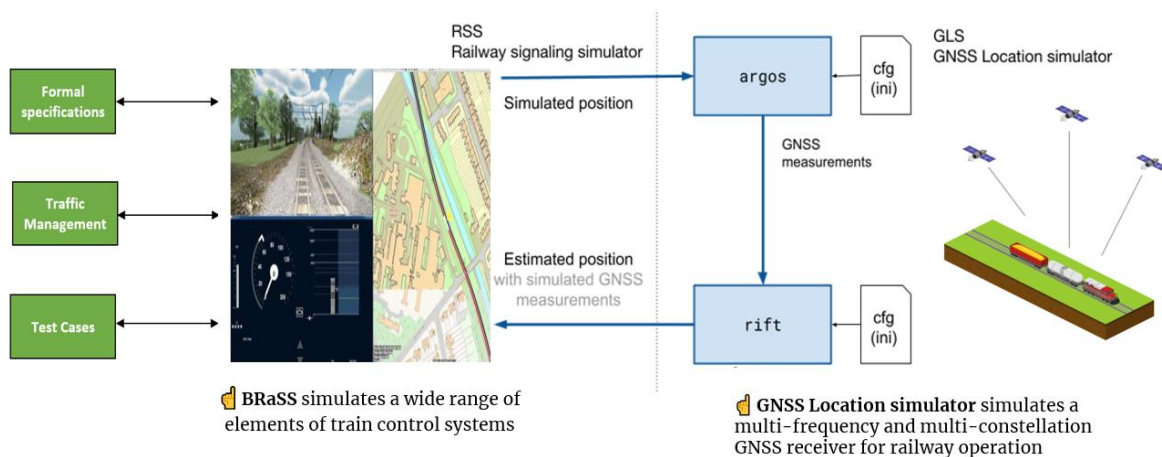 Formal
specifications
Traffic
Management
Test Cases
RSS
Railway signaling simulator
Simulated position
Estimated position
with simulated GNSS
measurements
argos
cfg
(ini)
GNSS
measurements
rift
cfg
(ini)
GLS
GNSS Location simulator
☝ BRaSS simulates a wide range of
elements of train control systems
☝ GNSS Location simulator simulates a
multi-frequency and multi-constellation
GNSS receiver for railway operation